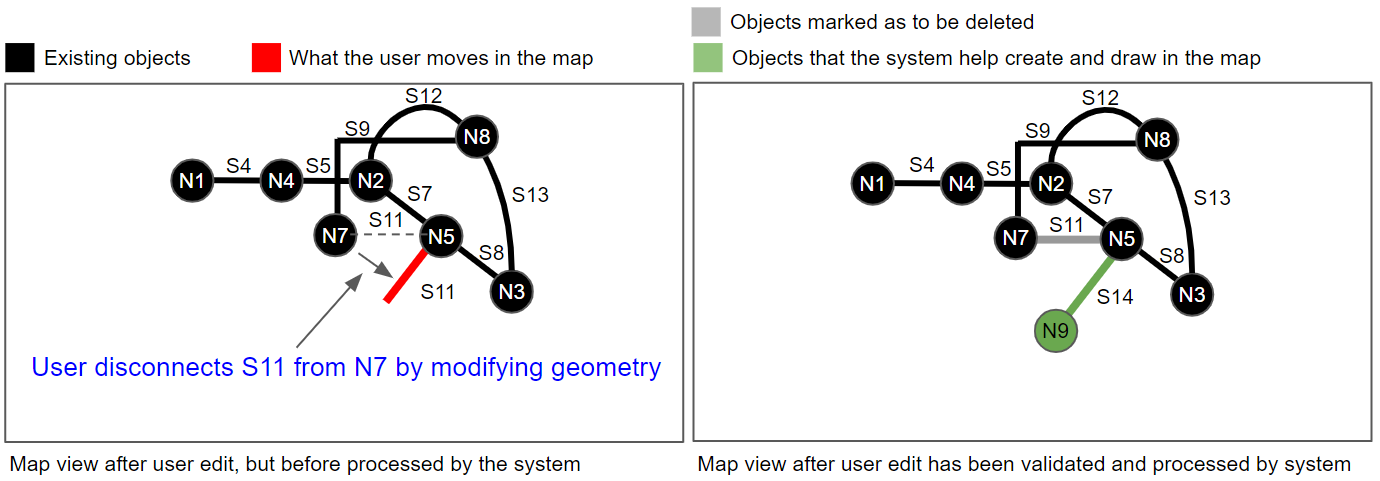 Objects marked as to be deleted
Existing objects
What the user moves in the map
Objects that the system help create and draw in the map
S12
S9
N8
S4
S5
N1
N4
N2
S7
S13
S11
N7
N5
S8
S11
N3
User disconnects S11 from N7 by modifying geometry
S12
S9
N8
S4
S5
N1
N4
N2
S7
S13
S11
N7
N5
S8
S14
N3
N9
Map view after user edit, but before processed by the system
Map view after user edit has been validated and processed by system